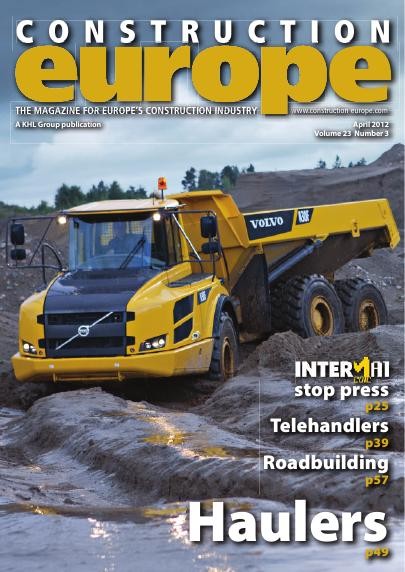 CONSTRUCTION
europe
THE MAGAZINE FOR EUROPE'S CONSTRUCTION INDUSTRY
www.construction-europe.com
A KHL Group publication
April 2012
Volume 23 Number 3
VOLVO A30F
INTERMAT
stop press
p25
Telehandlers
p39
Roadbuilding
p57
Haulers
p49